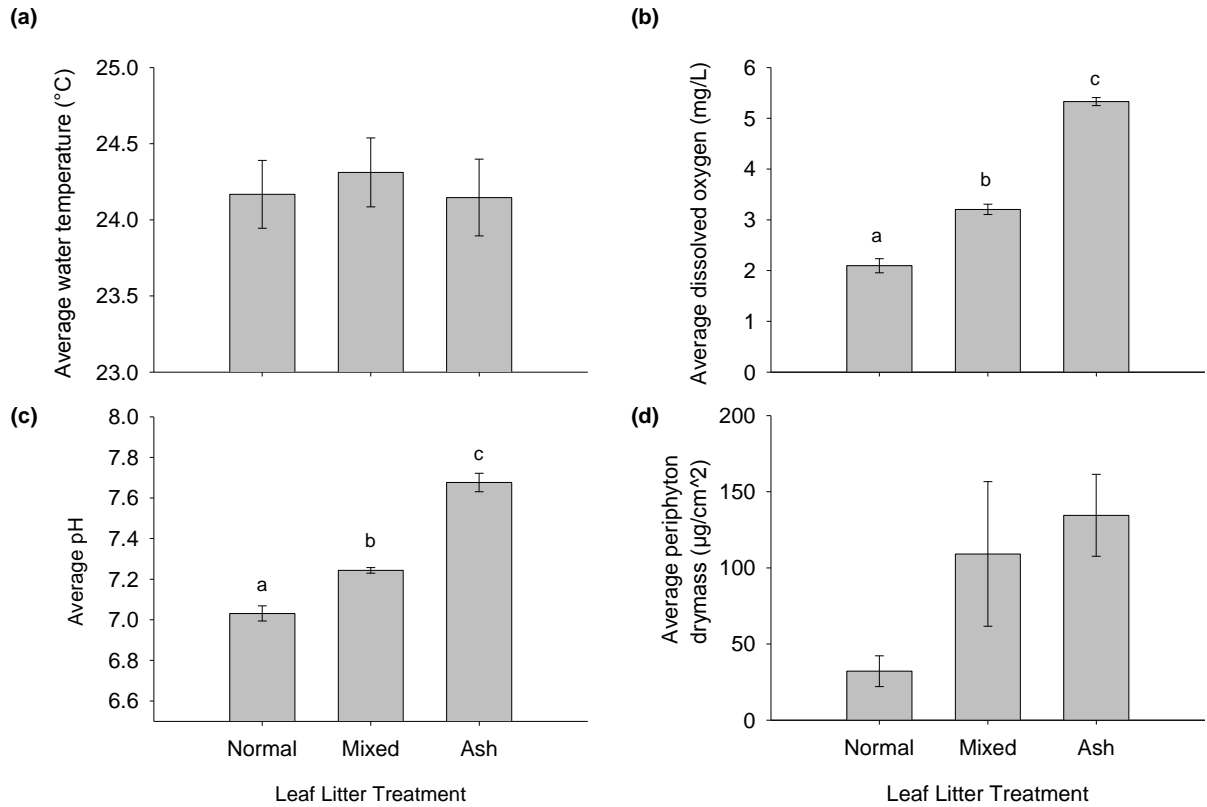 (a)
Average water temperature (°C)
25.0
24.5
24.0
23.5
23.0
(b)
Average dissolved oxygen (mg/L)
6
5
4
3
2
1
0
a
b
c
(c)
Average pH
8.0
7.8
7.6
7.4
7.2
7.0
6.8
6.6
a
b
c
Normal
Mixed
Ash
Leaf Litter Treatment
(d)
Average periphyton
drymass (µg/cm^2)
200
150
100
50
0
Normal
Mixed
Ash
Leaf Litter Treatment